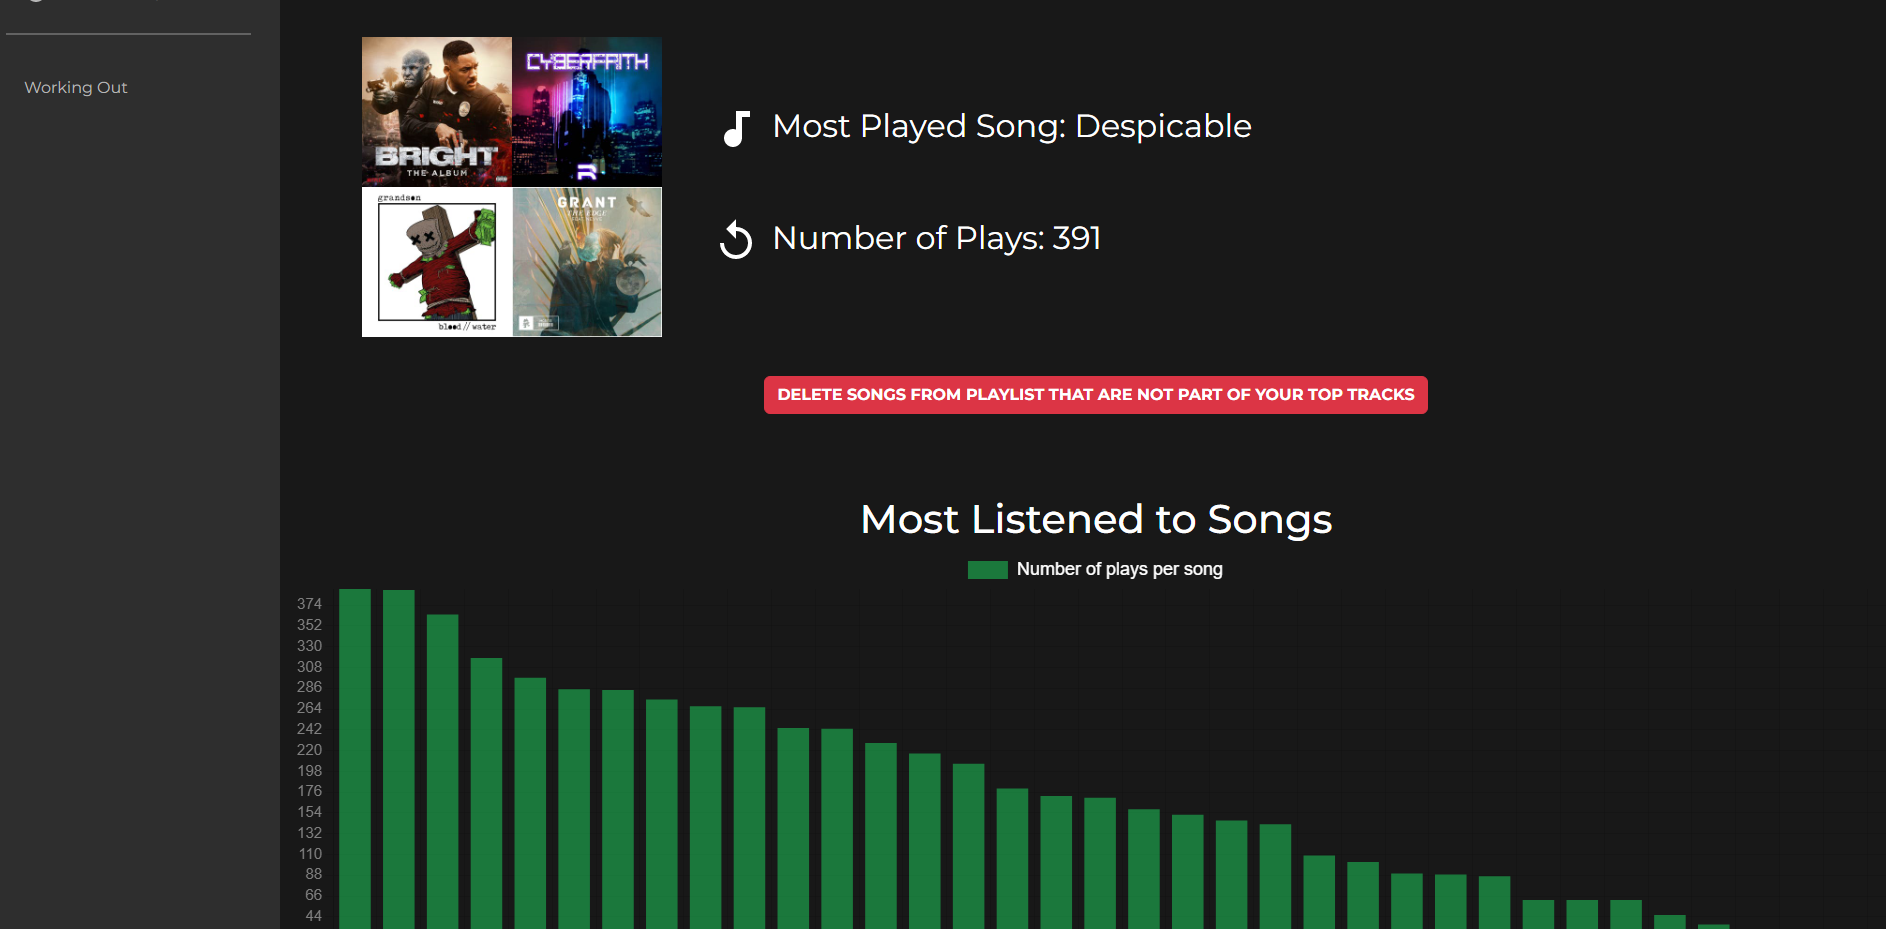 Working Out
CYBERFAITH
BRIGHT
THE ALBUM
grandson
blood // water
GRANT
THE EDGE
Most Played Song: Despicable
Number of Plays: 391
DELETE SONGS FROM PLAYLIST THAT ARE NOT PART OF YOUR TOP TRACKS
Most Listened to Songs
Number of plays per song
374
352
330
308
286
264
242
220
198
176
154
132
110
88
66
44